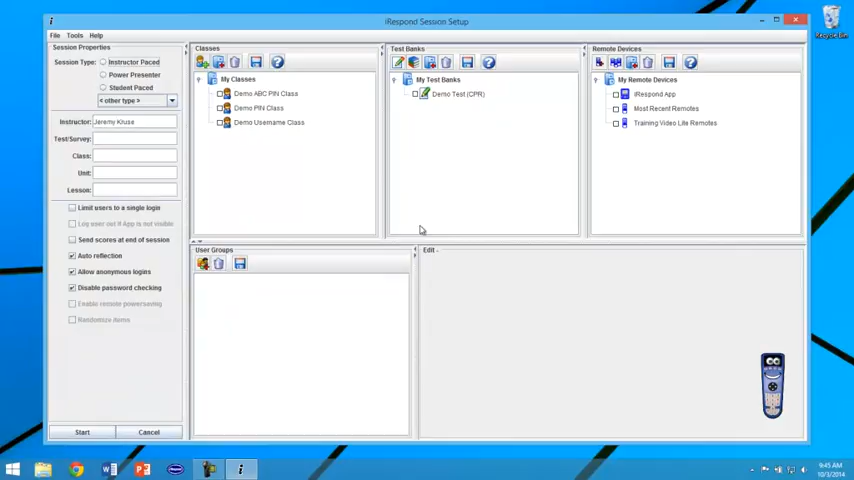 iRespond Session Setup
File Tools Tools Help
Session Properties
Session Type: Instructor Paced
Power Presenter
Student Paced
< other type >
Instructor: Jeremy Kruse
Test/Survey:
Class:
Unit:
Lesson:
Limit users to a single login
Log user out if App is not visible
Send scores at end of session
Auto reflection
Allow anonymous logins
Disable password checking
Enable remote powersaving
Randomize items
Start Cancel
Classes
My Classes
Demo ABC PIN Class
Demo PIN Class
Demo Username Class
Test Banks
My Test Banks
Demo Test (CPR)
Remote Devices
My Remote Devices
iRespond App
Most Recent Remotes
Training Video Lite Remotes
User Groups
Edit -
Recycle Bin
9:45 AM
10/3/2014